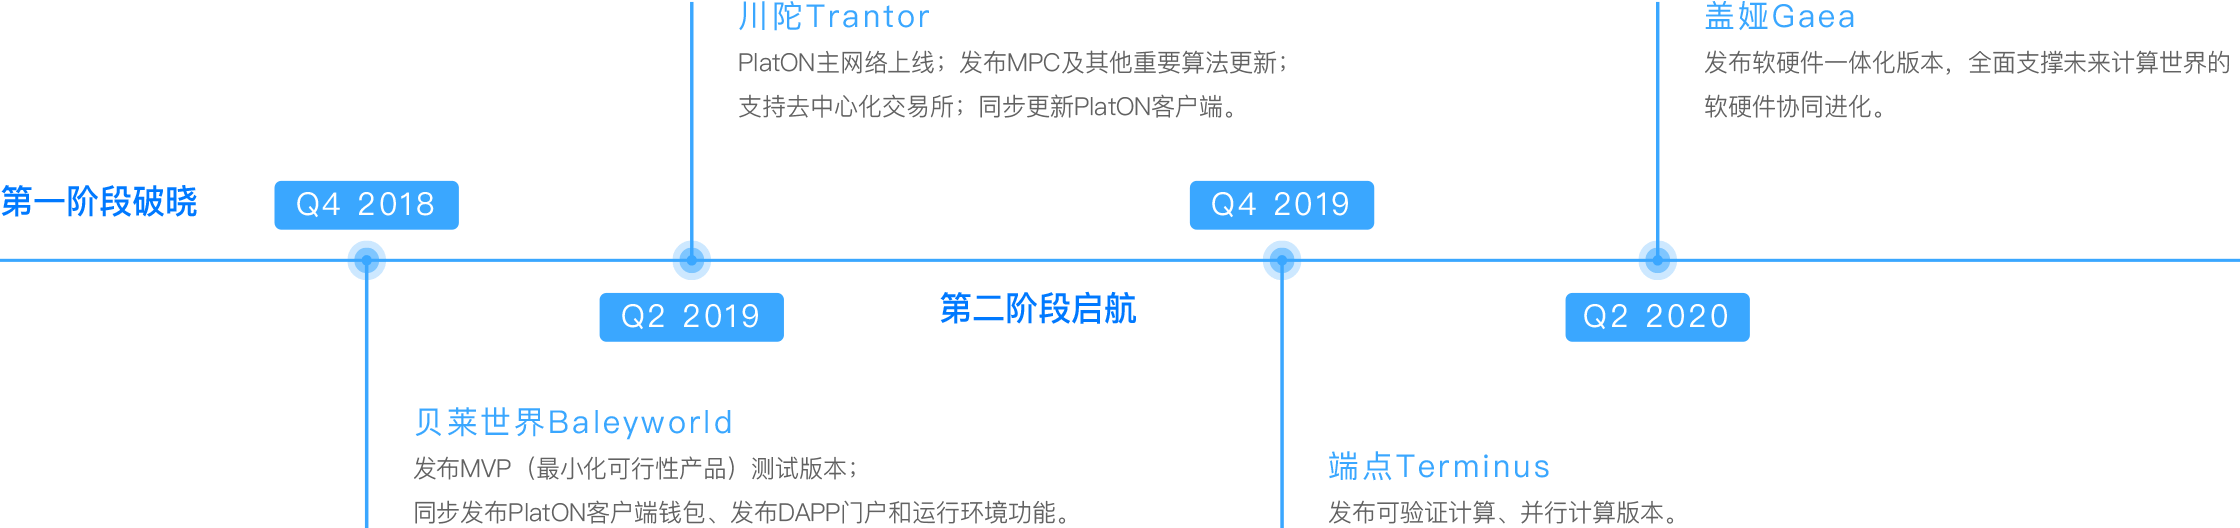 川陀Trantor
PlatON主网络上线；发布MPC及其他重要算法更新；
支持去中心化交易所；同步更新PlatON客户端。
盖娅Gaea
发布软硬件一体化版本，全面支撑未来计算世界的
软硬件协同进化。
第一阶段破晓
Q4 2018
Q4 2019
Q2 2019
第二阶段启航
Q2 2020
贝莱世界Baleyworld
发布MVP（最小化可行性产品）测试版本；
同步发布PlatON客户端钱包、发布DAPP门户和运行环境功能。
端点Terminus
发布可验证计算、并行计算版本。